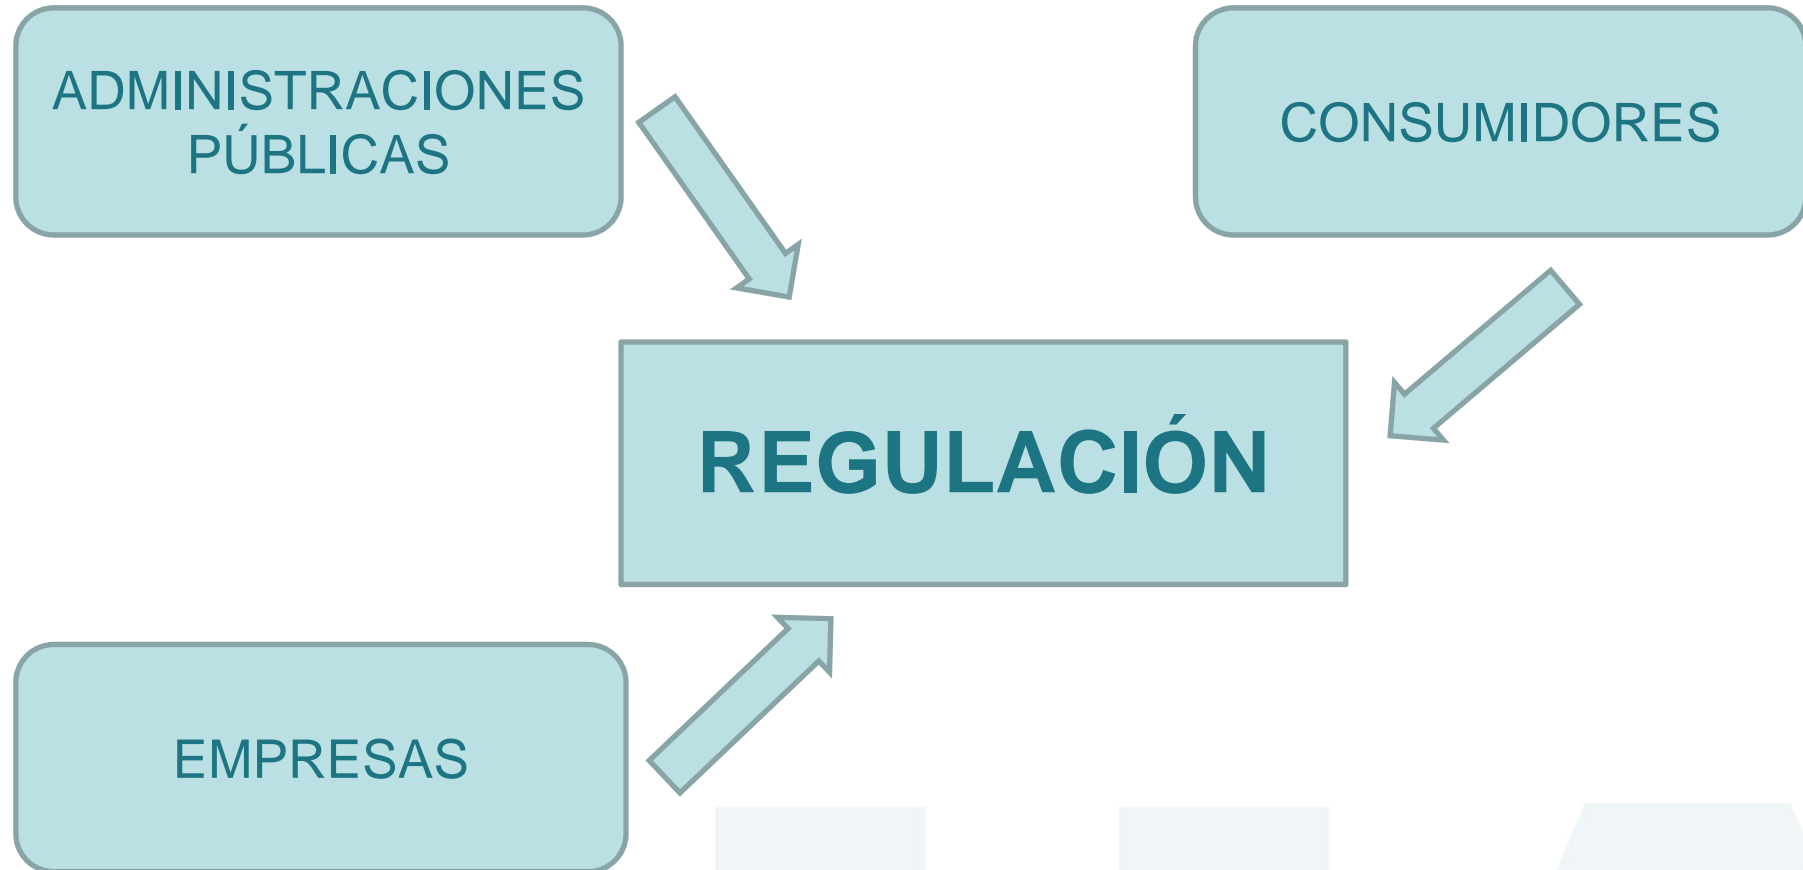 ADMINISTRACIONES
PÚBLICAS
CONSUMIDORES
REGULACIÓN
EMPRESAS